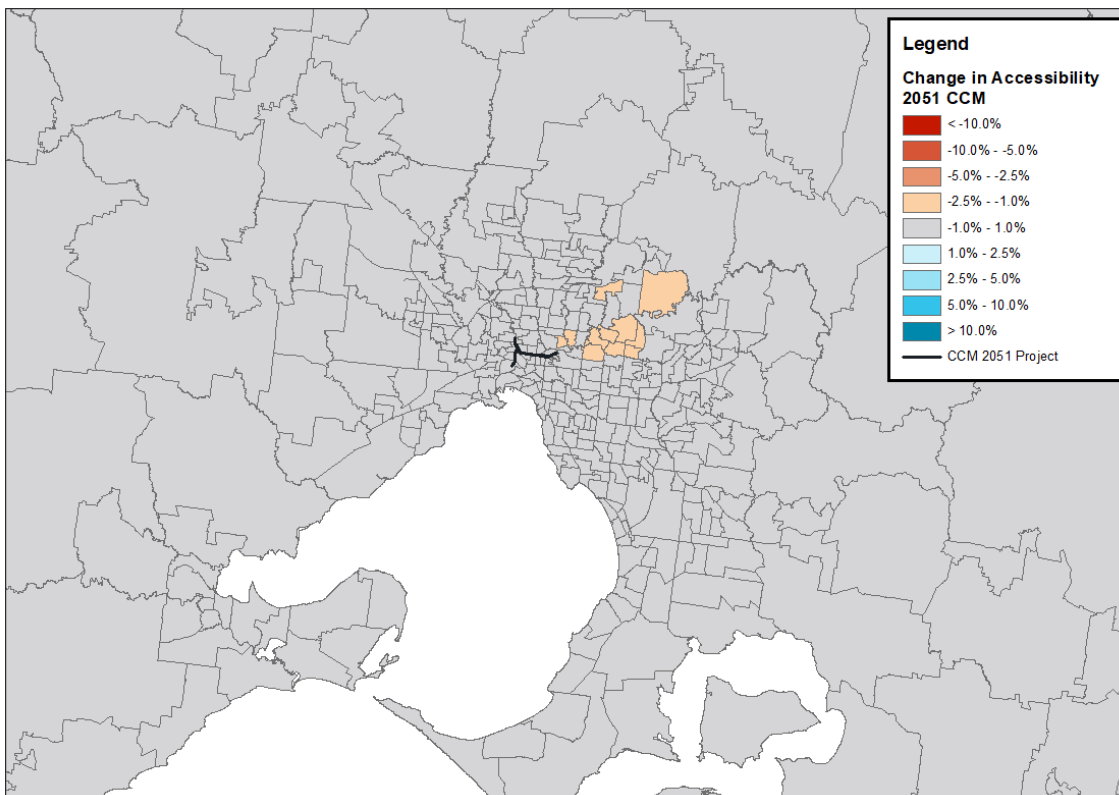 Legend
Change in Accessibility
2051 CCM
< -10.0%
-10.0% - -5.0%
-5.0% - -2.5%
-2.5% - -1.0%
-1.0% - 1.0%
1.0% - 2.5%
2.5% - 5.0%
5.0% - 10.0%
> 10.0%
CCM 2051 Project